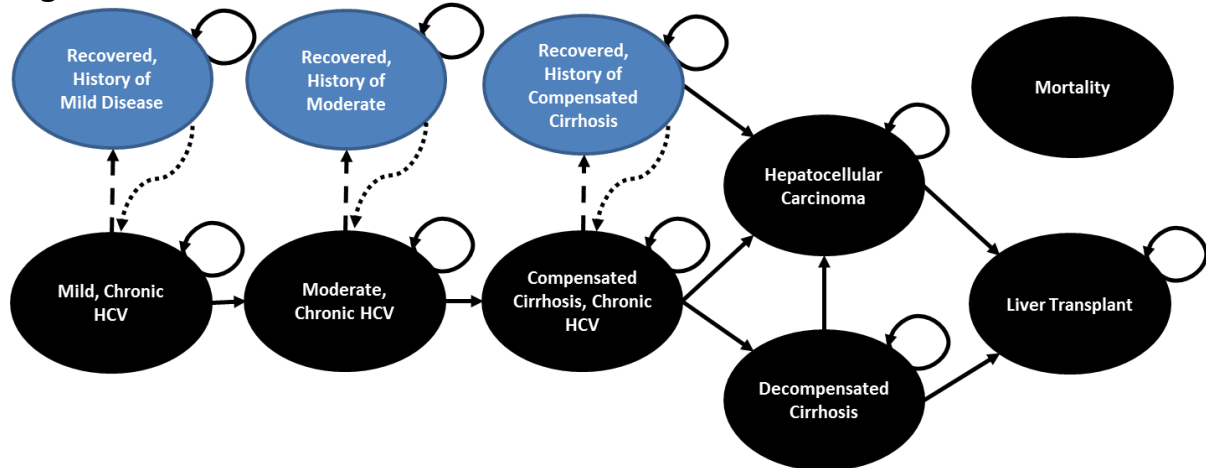 Recovered,
History of
Mild Disease
Recovered,
History of
Moderate
Recovered,
History of
Compensated
Cirrhosis
Mortality
Hepatocellular
Carcinoma
Mild, Chronic
HCV
Moderate,
Chronic HCV
Compensated
Cirrhosis, Chronic
HCV
Liver Transplant
Decompensated
Cirrhosis